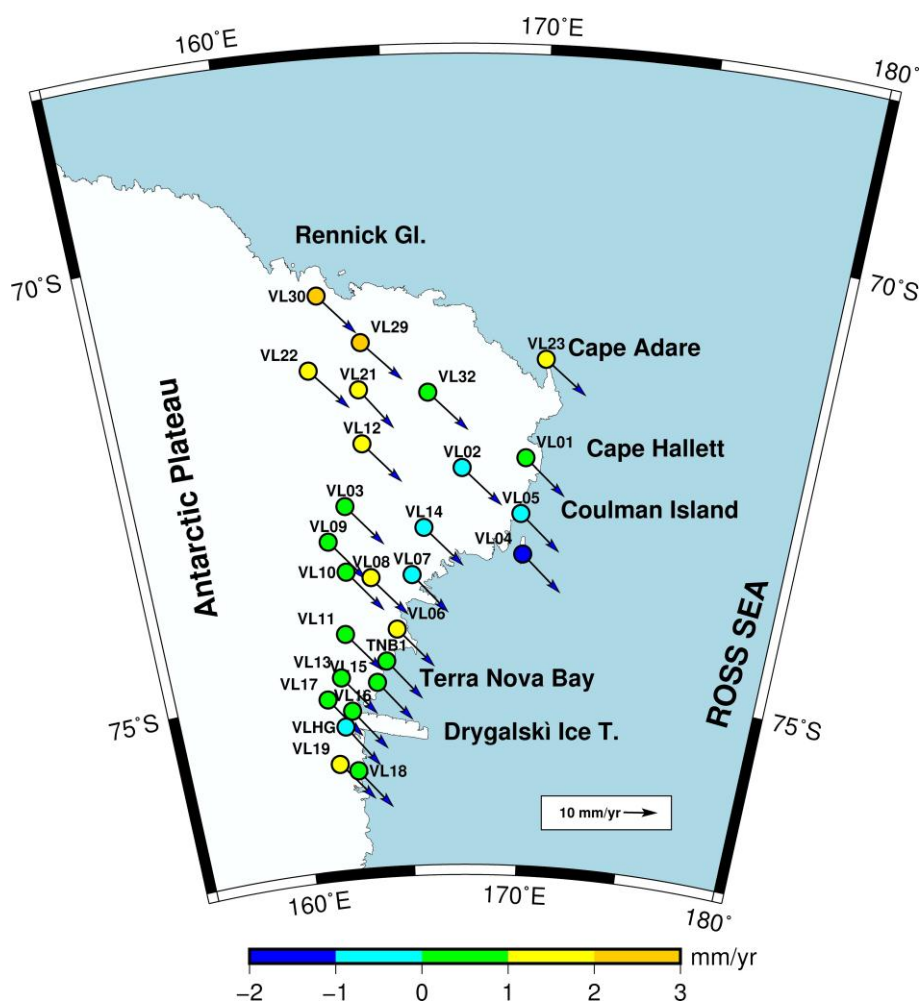 160˚E
170˚E
180˚
Rennick Gl.
70˚S
70˚S
VL30
VL29
VL23
Cape Adare
VL22
VL21
VL32
VL12
VL02
VL01
Cape Hallett
VL03
VL14
VL05
Coulman Island
VL09
VL04
VL10
VL08
VL07
Antarctic Plateau
VL06
VL11
TNB1
ROSS SEA
VL13
VL15
Terra Nova Bay
VL17
VL16
75˚S
75˚S
VLHG
Drygalskì Ice T.
VL19
VL18
10 mm/yr
160˚E
170˚E
180˚
mm/yr
−2 −1 0 1 2 3